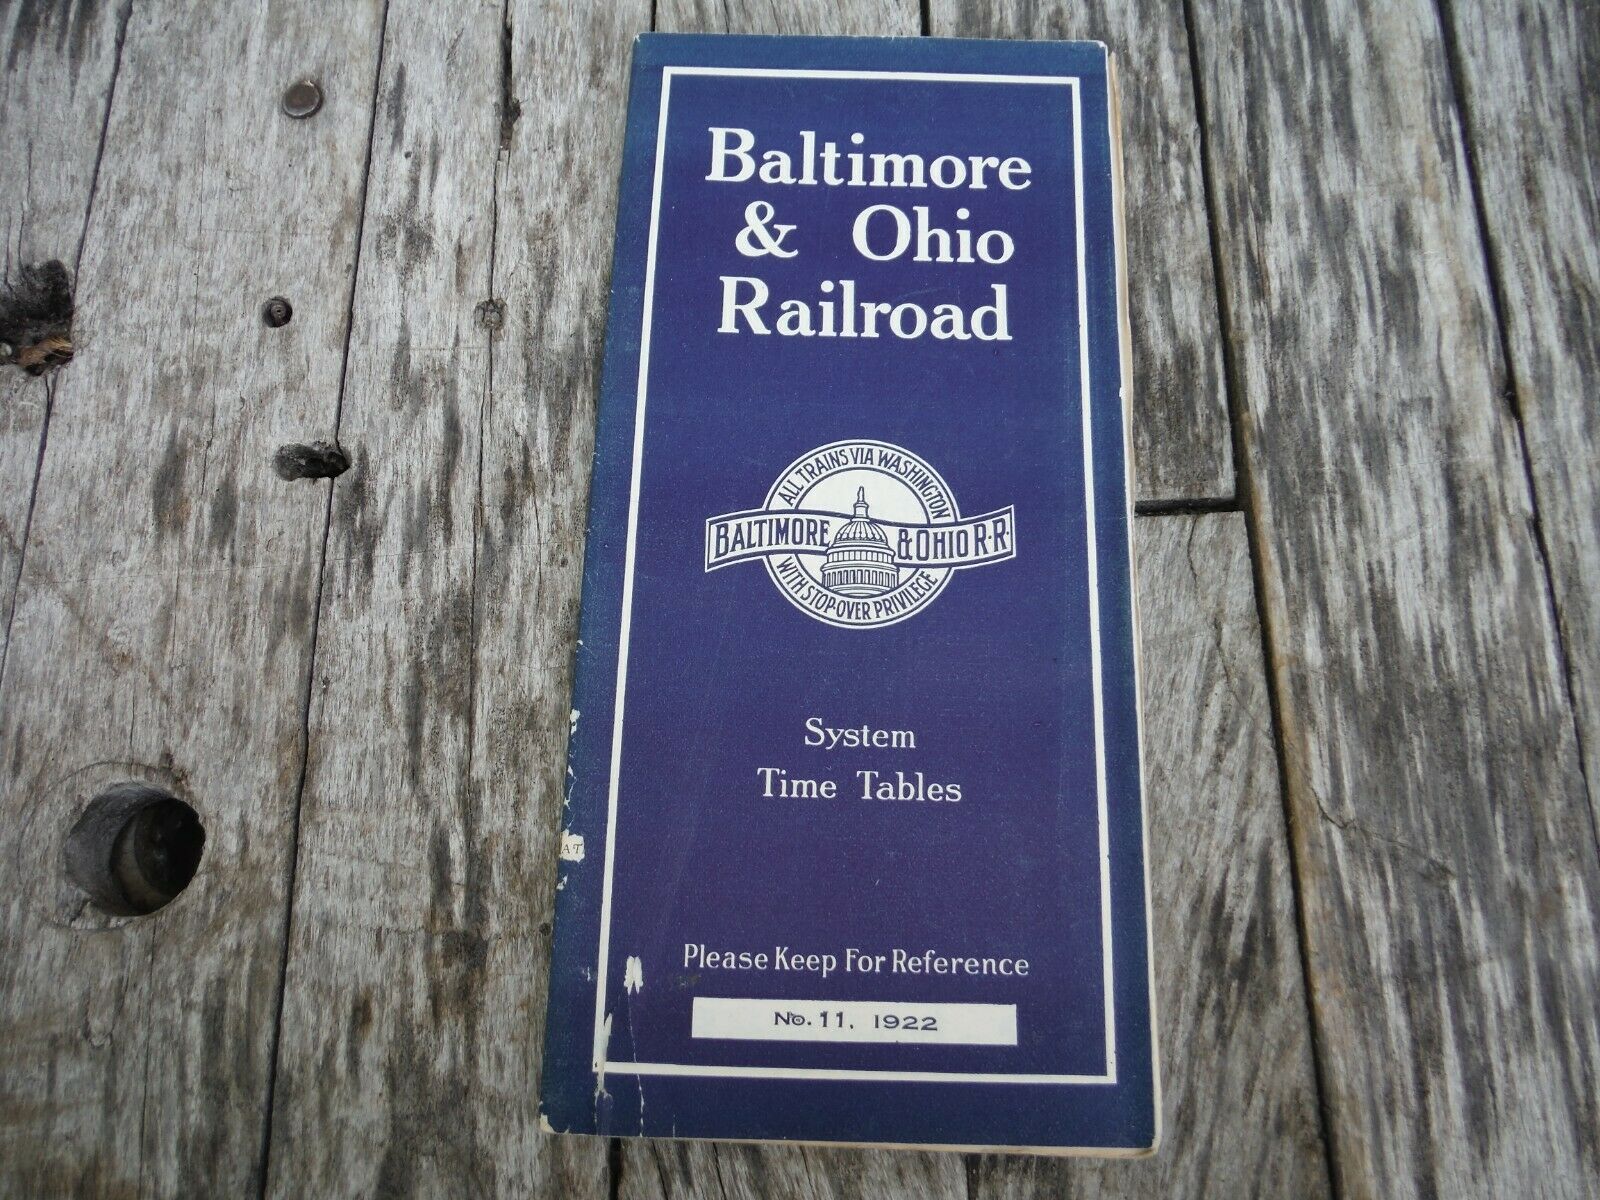 Baltimore
& Ohio
Railroad
ALL TRAINS VIA WASHINGTON
BALTIMORE & OHIO R.R.
WITH STOP-OVER PRIVILEGE
System
Time Tables
AT
Please Keep For Reference
No. 11, 1922